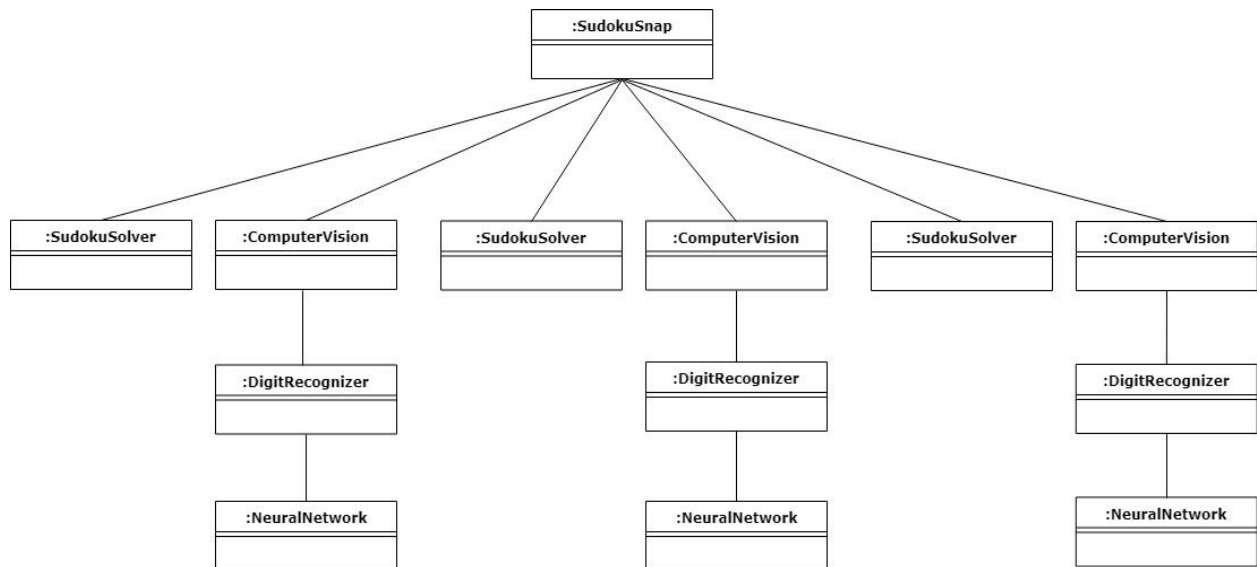 :SudokuSnap
:SudokuSolver
:ComputerVision
:SudokuSolver
:ComputerVision
:SudokuSolver
:ComputerVision
:DigitRecognizer
:DigitRecognizer
:DigitRecognizer
:NeuralNetwork
:NeuralNetwork
:NeuralNetwork